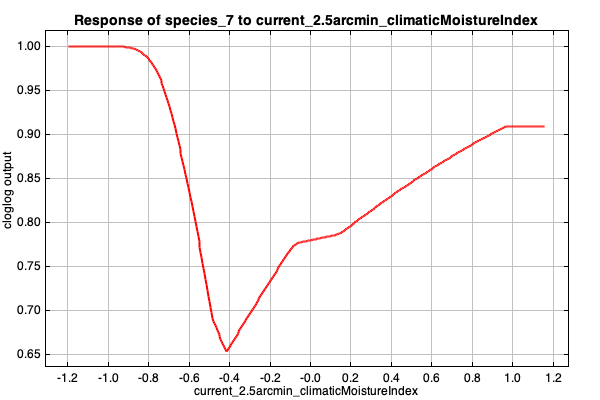 Response of species_7 to current_2.5arcmin_climaticMoistureIndex
1.00
0.95
0.90
0.85
0.80
0.75
0.70
0.65
cloglog output
-1.2 -1.0 -0.8 -0.6 -0.4 -0.2 -0.0 0.2 0.4 0.6 0.8 1.0 1.2
current_2.5arcmin_climaticMoistureIndex